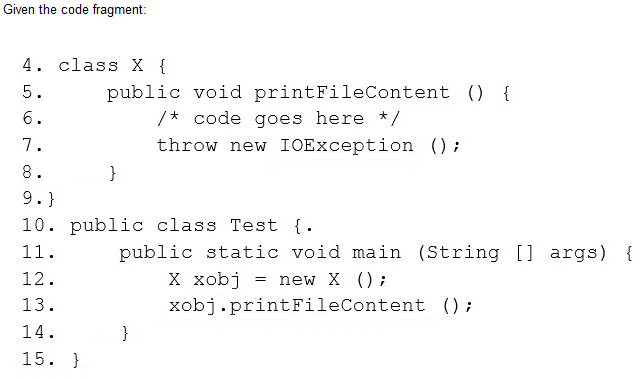 Given the code fragment:
4. class X {
5. public void printFileContent () {
6. /* code goes here */
7. throw new IOException ();
8. }
9.}
10. public class Test {.
11. public static void main (String [] args) {
12. X xobj = new X ();
13. xobj.printFileContent ();
14. }
15. }